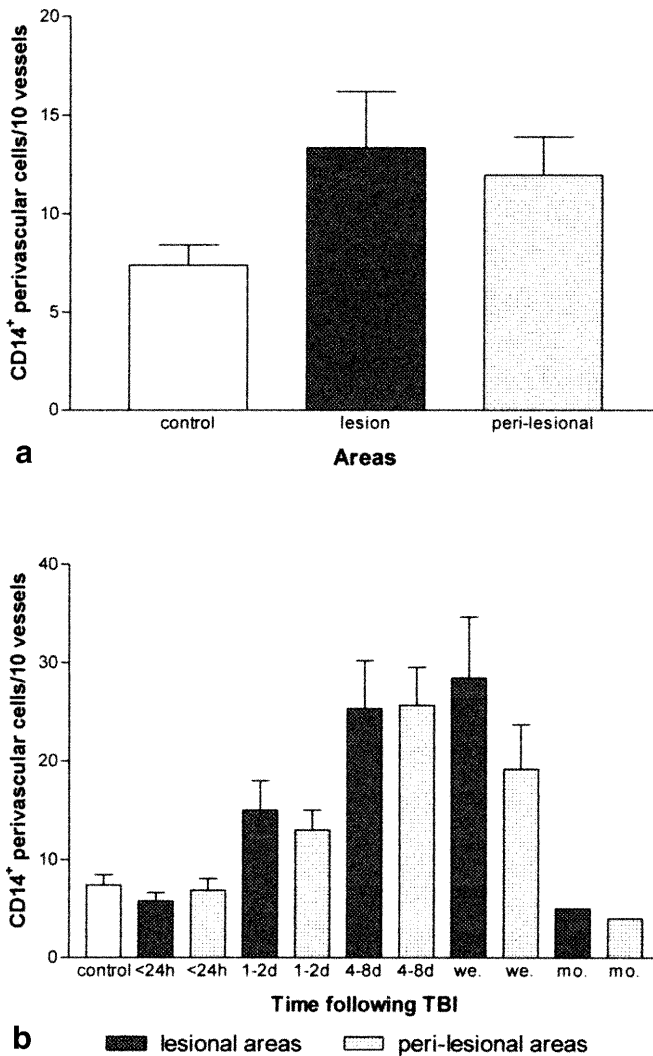 CD14+ perivascular cells/10 vessels
20
15
10
5
0
control lesion peri-lesional
Areas
a
CD14+ perivascular cells/10 vessels
40
30
20
10
0
control <24h <24h 1-2d 1-2d 4-8d 4-8d we. we. mo. mo.
Time following TBI
b
lesional areas peri-lesional areas